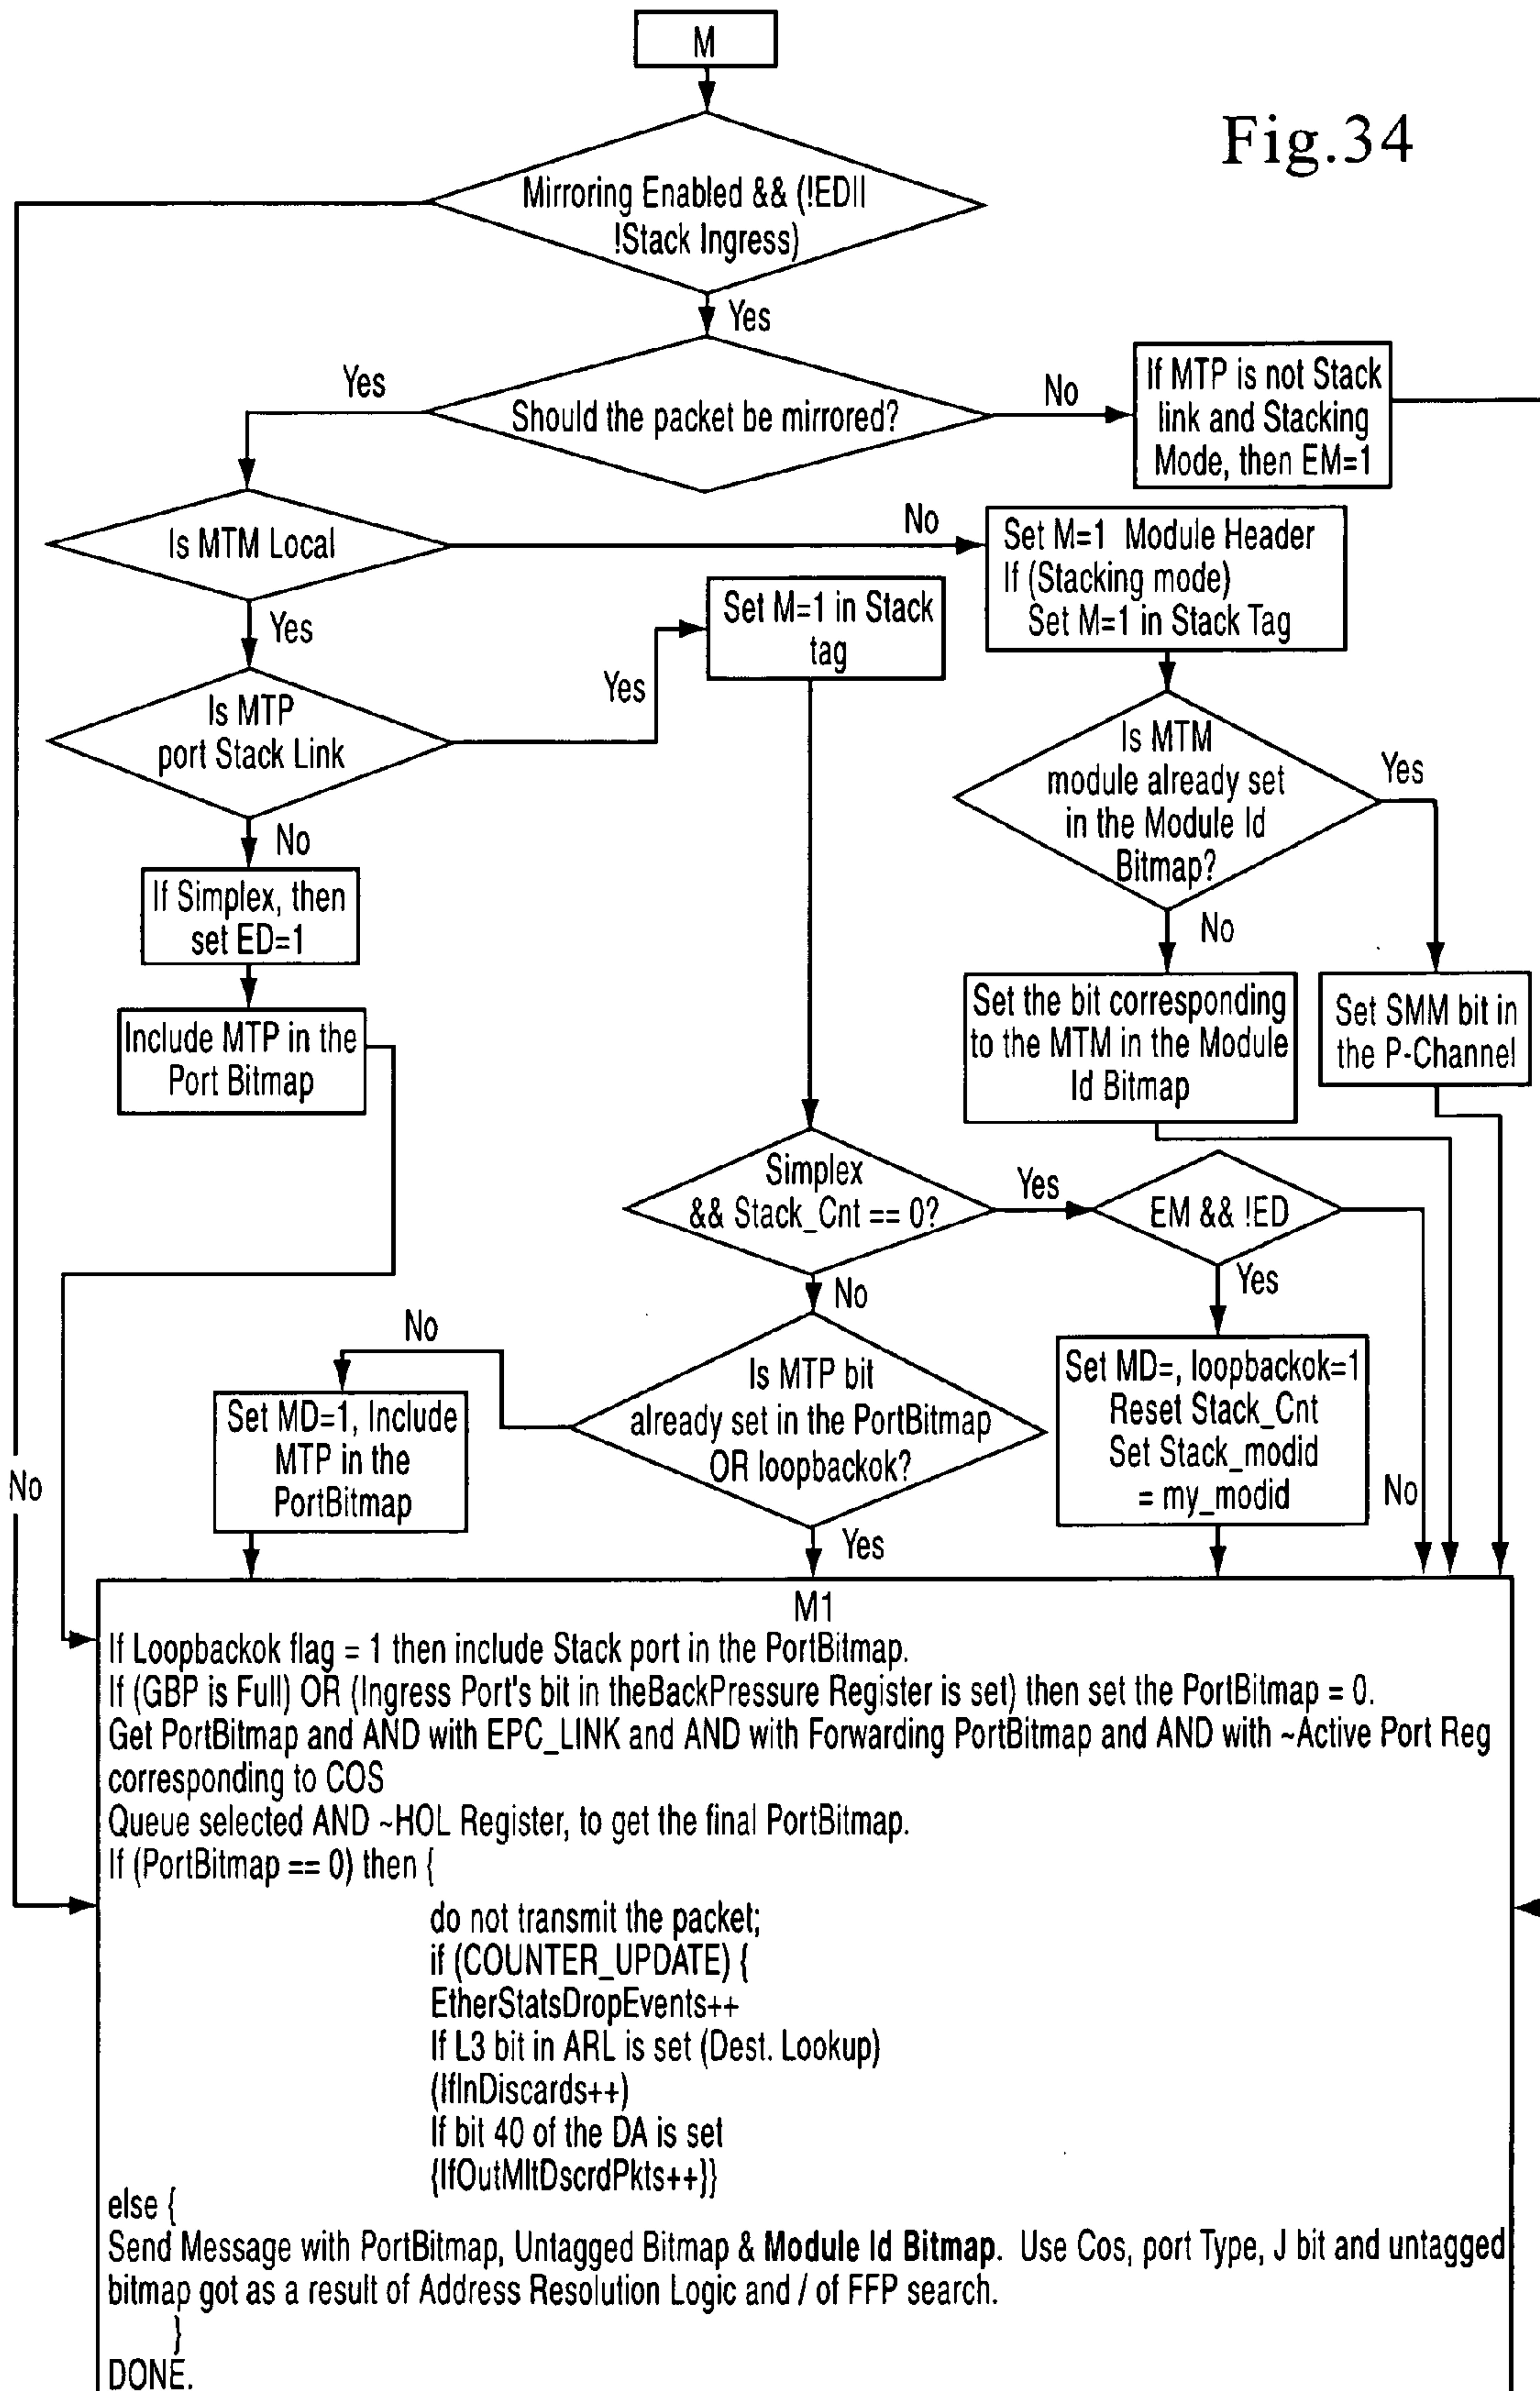 M
Fig.34
Mirroring Enabled && (!ED||
!Stack Ingress)
Yes
Yes
Should the packet be mirrored?
No
If MTP is not Stack
link and Stacking
Mode, then EM=1
Is MTM Local
No
Set M=1 Module Header
If (Stacking mode)
Set M=1 in Stack Tag
Yes
Set M=1 in Stack
tag
Is MTP
port Stack Link
Yes
Is MTM
module already set
in the Module Id
Bitmap?
Yes
No
If Simplex, then
set ED=1
No
Include MTP in the
Port Bitmap
Set the bit corresponding
to the MTM in the Module
Id Bitmap
Set SMM bit in
the P-Channel
Simplex
&& Stack_Cnt == 0?
Yes
EM && !ED
No
Yes
No
Is MTP bit
already set in the PortBitmap
OR loopbackok?
Set MD=1, Include
MTP in the
PortBitmap
Set MD=, loopbackok=1
Reset Stack_Cnt
Set Stack_modid
= my_modid
No
No
Yes
M1
If Loopbackok flag = 1 then include Stack port in the PortBitmap.
If (GBP is Full) OR (Ingress Port's bit in theBackPressure Register is set) then set the PortBitmap = 0.
Get PortBitmap and AND with EPC_LINK and AND with Forwarding PortBitmap and AND with ~Active Port Reg
corresponding to COS
Queue selected AND ~HOL Register, to get the final PortBitmap.
If (PortBitmap == 0) then {
do not transmit the packet;
if (COUNTER_UPDATE) {
EtherStatsDropEvents++
If L3 bit in ARL is set (Dest. Lookup)
(IfInDiscards++)
If bit 40 of the DA is set
{IfOutMltDscrdPkts++}}
else {
Send Message with PortBitmap, Untagged Bitmap & Module Id Bitmap. Use Cos, port Type, J bit and untagged
bitmap got as a result of Address Resolution Logic and / of FFP search.
}
DONE.